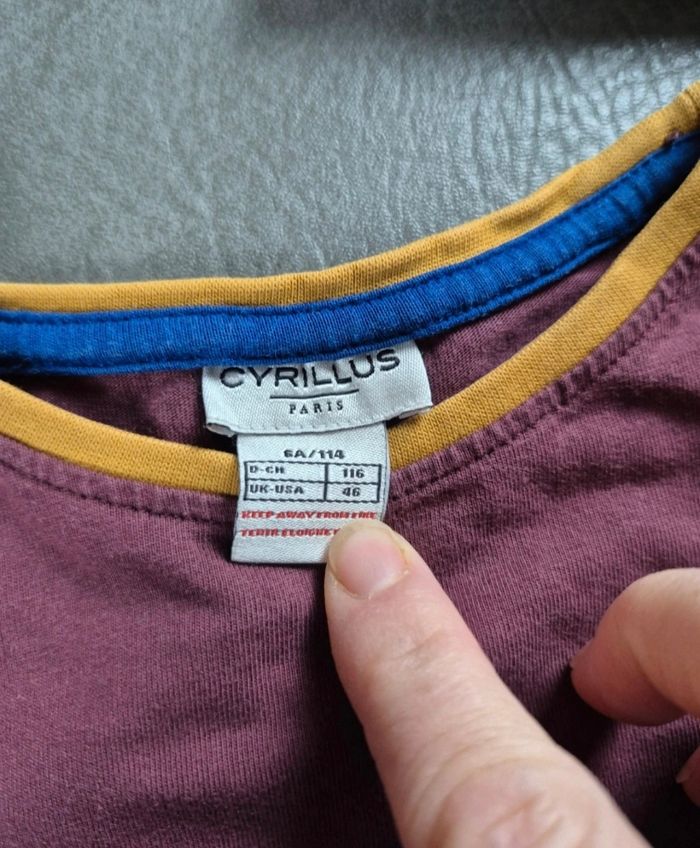 CYRILLUS
PARIS
6A/114
D-CH 116
UK-USA 46
KEEP AWAY FROM FIRE
TENIR ELOIGNE